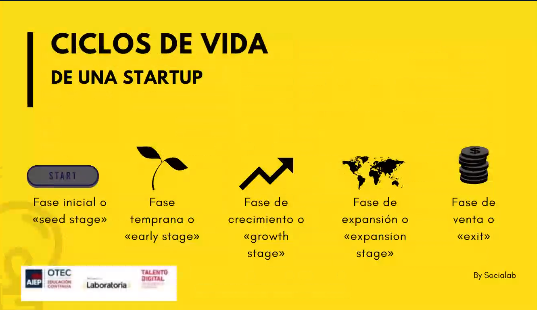 CICLOS DE VIDA
DE UNA STARTUP
START
Fase inicial o
«seed stage»
Fase
temprana o
«early stage»
Fase de
crecimiento o
«growth
stage»
Fase de
expansión o
«expansion
stage»
Fase de
venta o
«exit»
AIEP
OTEC
EDUCACIÓN
CONTINUA
Laboratoria
TALENTO
DIGITAL
By Socialab